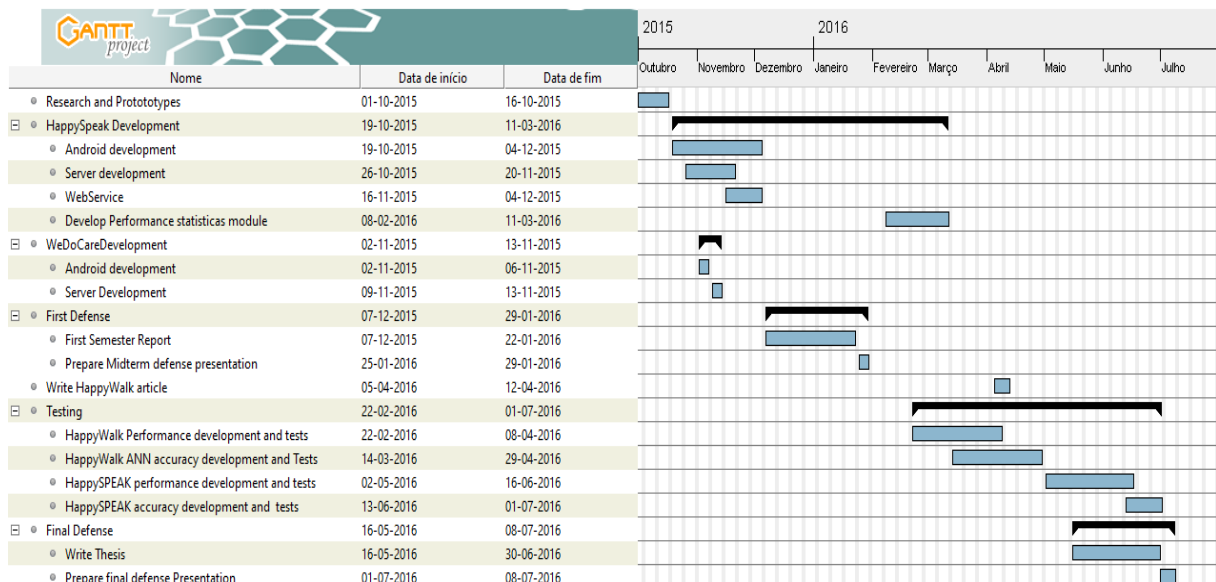 GANTT
project
2015 2016
Nome Data de início Data de fim Outubro Novembro Dezembro Janeiro Fevereiro Março Abril Maio Junho Julho
Research and Protototypes 01-10-2015 16-10-2015
HappySpeak Development 19-10-2015 11-03-2016
Android development 19-10-2015 04-12-2015
Server development 26-10-2015 20-11-2015
WebService 16-11-2015 04-12-2015
Develop Performance statisticas module 08-02-2016 11-03-2016
WeDoCareDevelopment 02-11-2015 13-11-2015
Android development 02-11-2015 06-11-2015
Server Development 09-11-2015 13-11-2015
First Defense 07-12-2015 29-01-2016
First Semester Report 07-12-2015 22-01-2016
Prepare Midterm defense presentation 25-01-2016 29-01-2016
Write HappyWalk article 05-04-2016 12-04-2016
Testing 22-02-2016 01-07-2016
HappyWalk Performance development and tests 22-02-2016 08-04-2016
HappyWalk ANN accuracy development and Tests 14-03-2016 29-04-2016
HappySPEAK performance development and tests 02-05-2016 16-06-2016
HappySPEAK accuracy development and tests 13-06-2016 01-07-2016
Final Defense 16-05-2016 08-07-2016
Write Thesis 16-05-2016 30-06-2016
Prepare final defense Presentation 01-07-2016 08-07-2016